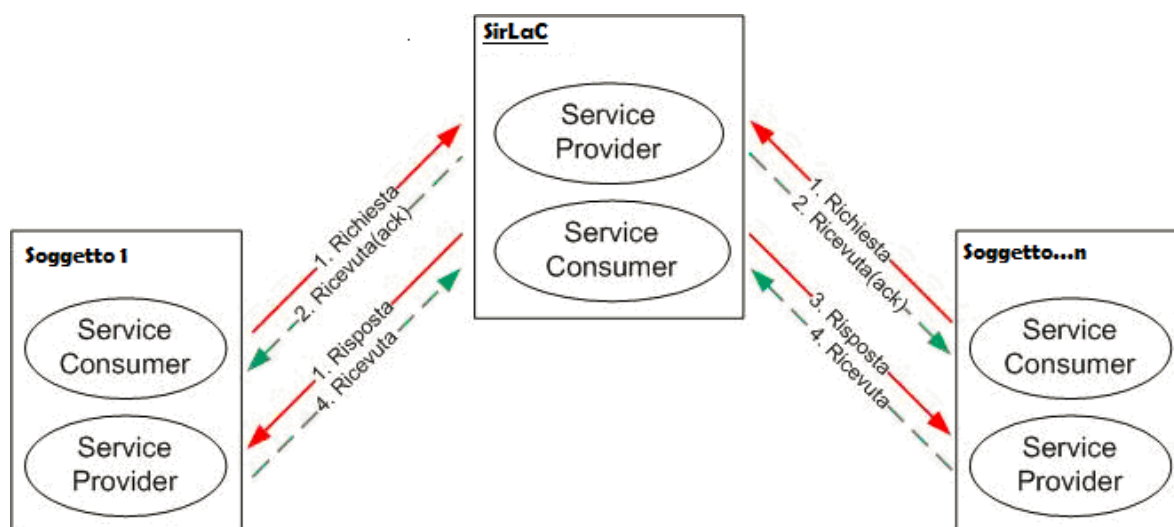 SirLaC
Service
Provider
Service
Consumer
1. Richiesta
2. Ricevuta(ack)
1. Risposta
4. Ricevuta
1. Richiesta
2. Ricevuta(ack)
3. Risposta
4. Ricevuta
Soggetto 1
Service
Consumer
Service
Provider
Soggetto...n
Service
Consumer
Service
Provider